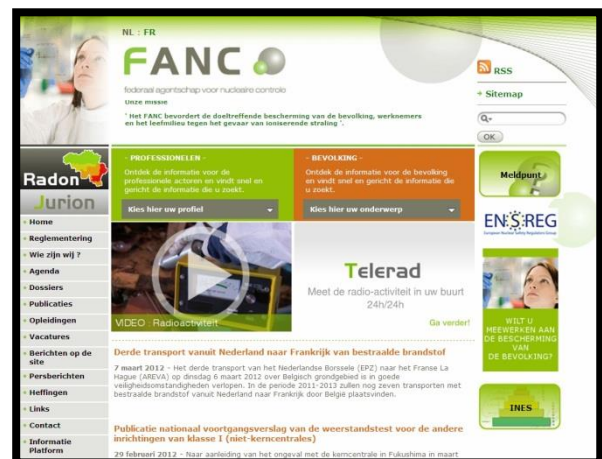 NL : FR
FANC
federaal agentschap voor nucleaire controle
Unze missie
' Het FANC bevordert de doeltreffende bescherming van de bevolking, werknemers
en het leefmilieu tegen het gevaar van ioniserende straling '.
RSS
Sitemap
OK
Radon
Jurion
Home
Reglementering
Wie zijn wij ?
Agenda
Dossiers
Publicaties
Opleidingen
Vacatures
Berichten op de
site
Persberichten
Heffingen
Links
Contact
Informatie
Platform
- PROFESSIONELEN -
Ontdek de informatie voor de
professionele actoren en vindt snel en
gericht de informatie die u zoekt.
Kies hier uw profiel
- BEVOLKING -
Ontdek de informatie voor de bevolking
en vindt snel en gericht de informatie die
u zoekt.
Kies hier uw onderwerp
VIDEO : Radioactiviteit
Telerad
Meet de radio-activiteit in uw buurt
24h/24h
Ga verder!
Derde transport vanuit Nederland naar Frankrijk van bestraalde brandstof
7 maart 2012 - Het derde transport van het Nederlandse Borssele (EPZ) naar het Franse La
Hague (AREVA) op dinsdag 6 maart 2012 over Belgisch grondgebied is in goede
veiligheidsomstandigheden verlopen. In de periode 2011-2013 zullen nog zeven transporten met
bestraalde brandstof vanuit Nederland naar Frankrijk door België plaatsvinden.
Publicatie nationaal voortgangsverslag van de weerstandstest voor de andere
inrichtingen van klasse I (niet-kerncentrales)
29 februari 2012 - Naar aanleiding van het ongeval met de kerncentrale in Fukushima in maart
Meldpunt
ENSREG
European Nuclear Safety Regulators Group
WILT U
MEEWERKEN AAN
DE BESCHERMING
VAN
DE BEVOLKING?
INES